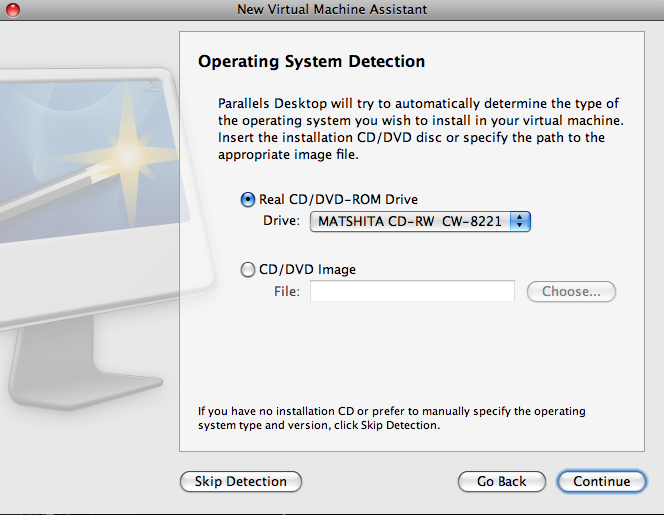 New Virtual Machine Assistant
Operating System Detection
Parallels Desktop will try to automatically determine the type of
the operating system you wish to install in your virtual machine.
Insert the installation CD/DVD disc or specify the path to the
appropriate image file.
Real CD/DVD-ROM Drive
Drive: MATSHITA CD-RW CW-8221
CD/DVD Image
File: Choose...
If you have no installation CD or prefer to manually specify the operating
system type and version, click Skip Detection.
Skip Detection Go Back Continue